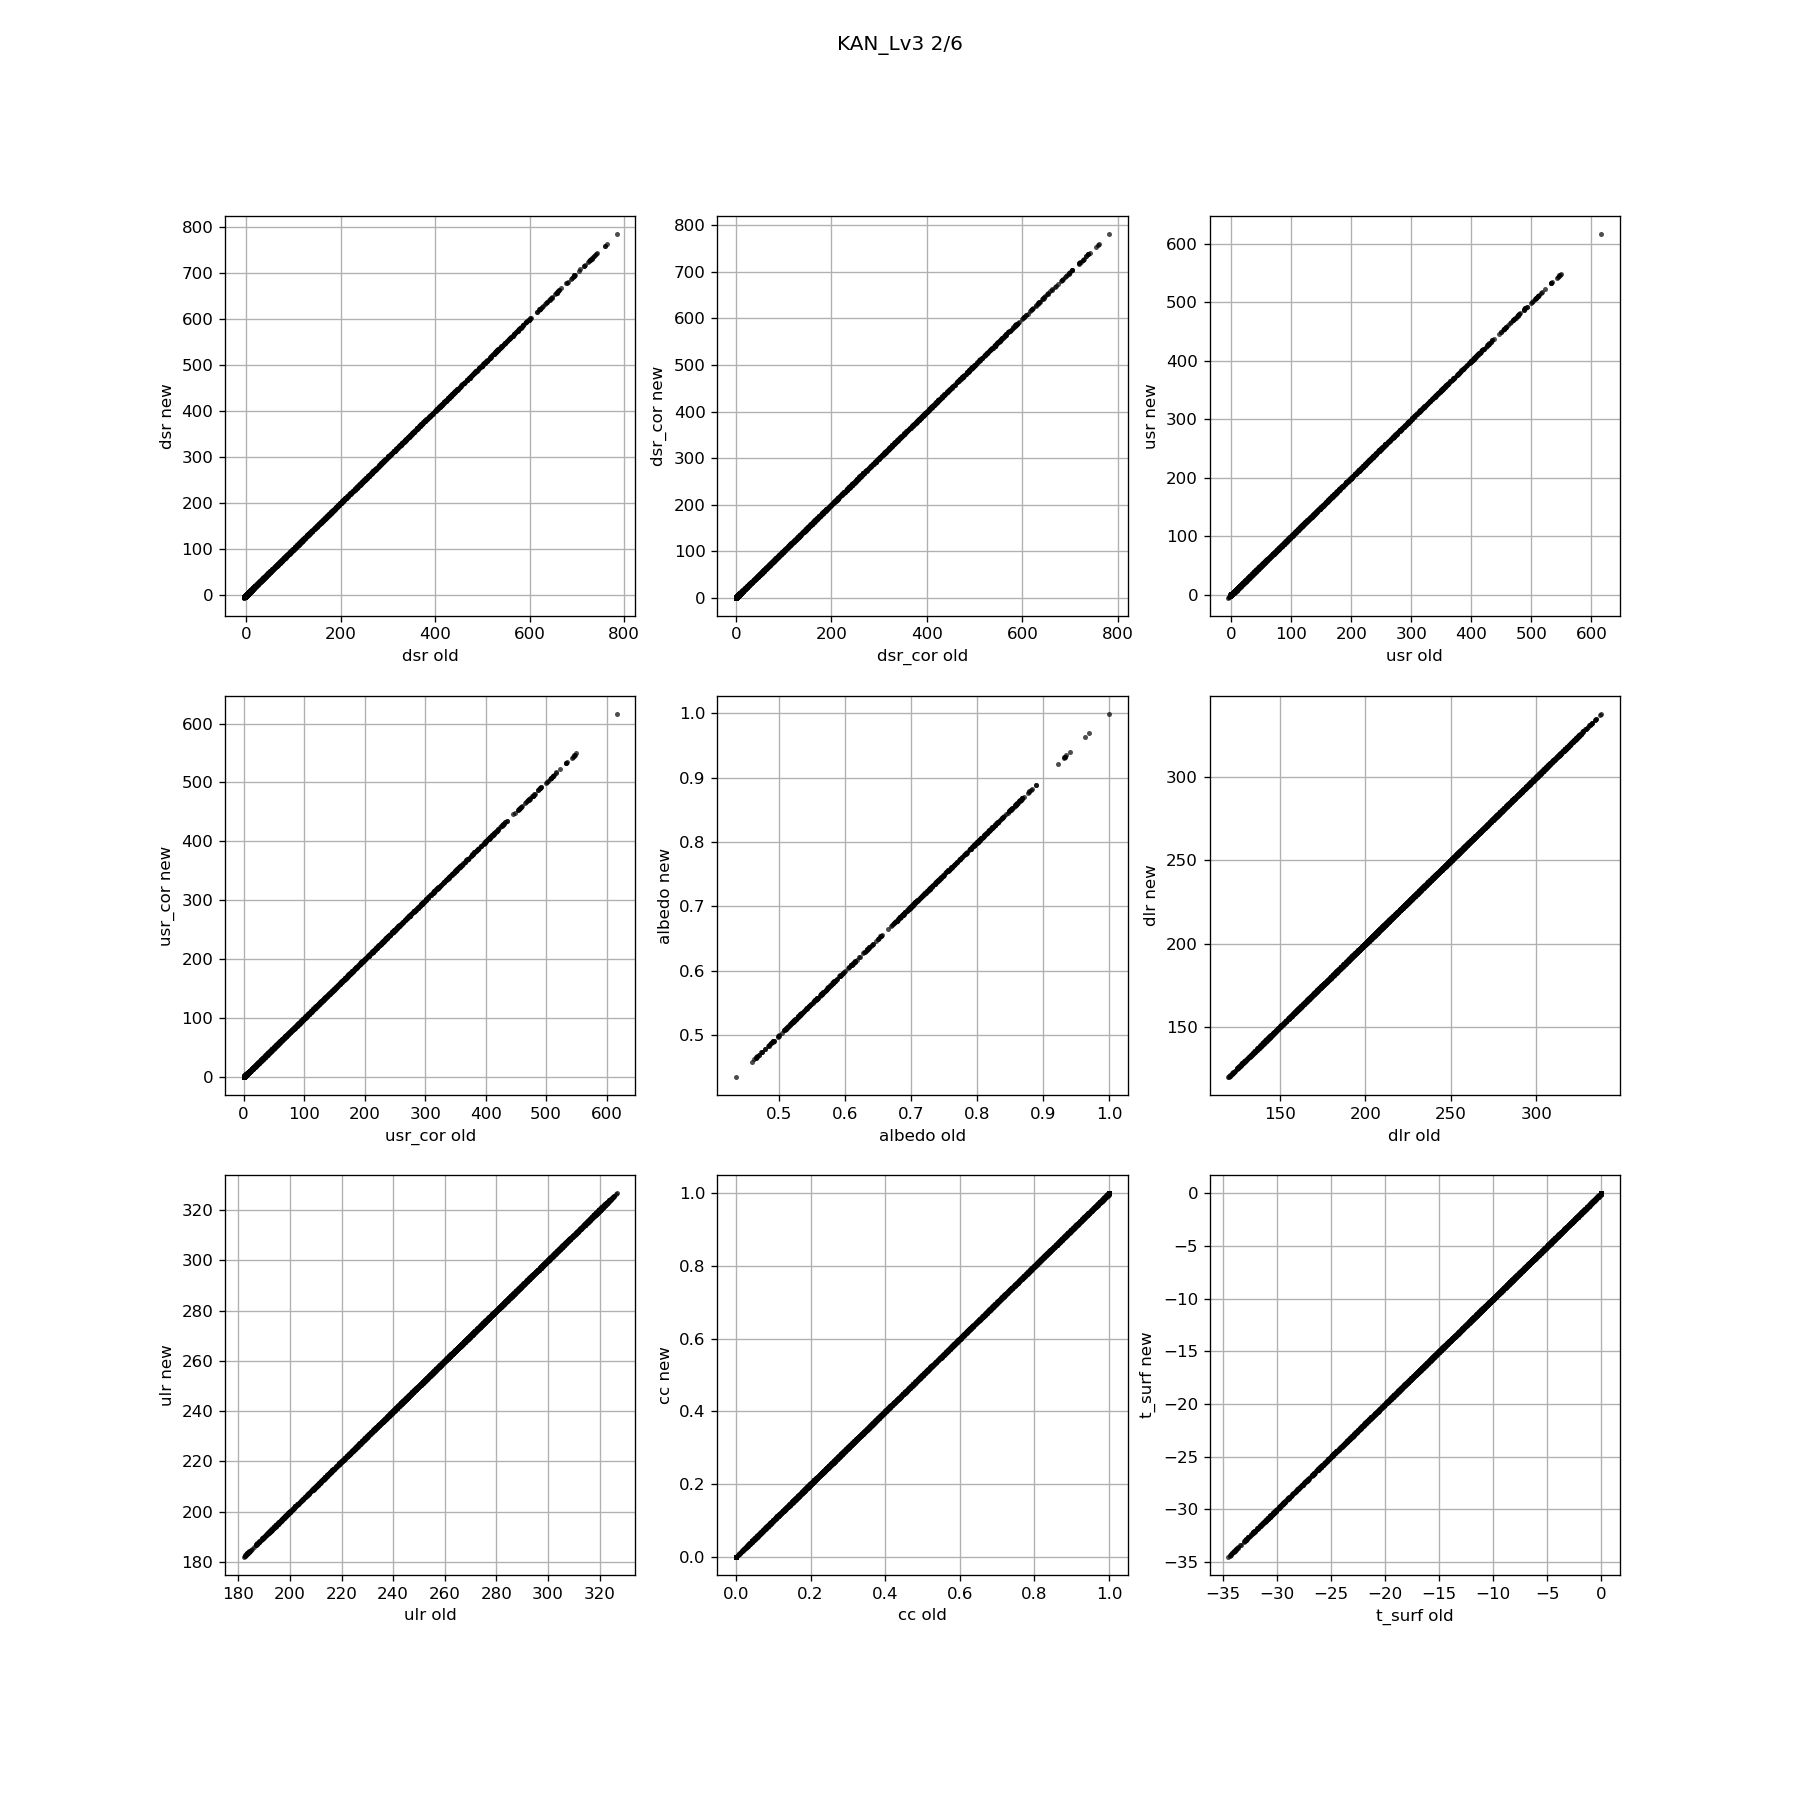 KAN_Lv3 2/6
800
700
600
500
400
300
200
100
0
dsr new
0 200 400 600 800
dsr old
800
700
600
500
400
300
200
100
0
dsr_cor new
0 200 400 600 800
dsr_cor old
600
500
400
300
200
100
0
usr new
0 100 200 300 400 500 600
usr old
600
500
400
300
200
100
0
usr_cor new
0 100 200 300 400 500 600
usr_cor old
1.0
0.9
0.8
0.7
0.6
0.5
albedo new
0.5 0.6 0.7 0.8 0.9 1.0
albedo old
300
250
200
150
dlr new
150 200 250 300
dlr old
320
300
280
260
240
220
200
180
ulr new
180 200 220 240 260 280 300 320
ulr old
1.0
0.8
0.6
0.4
0.2
0.0
cc new
0.0 0.2 0.4 0.6 0.8 1.0
cc old
0
−5
−10
−15
−20
−25
−30
−35
t_surf new
−35 −30 −25 −20 −15 −10 −5 0
t_surf old